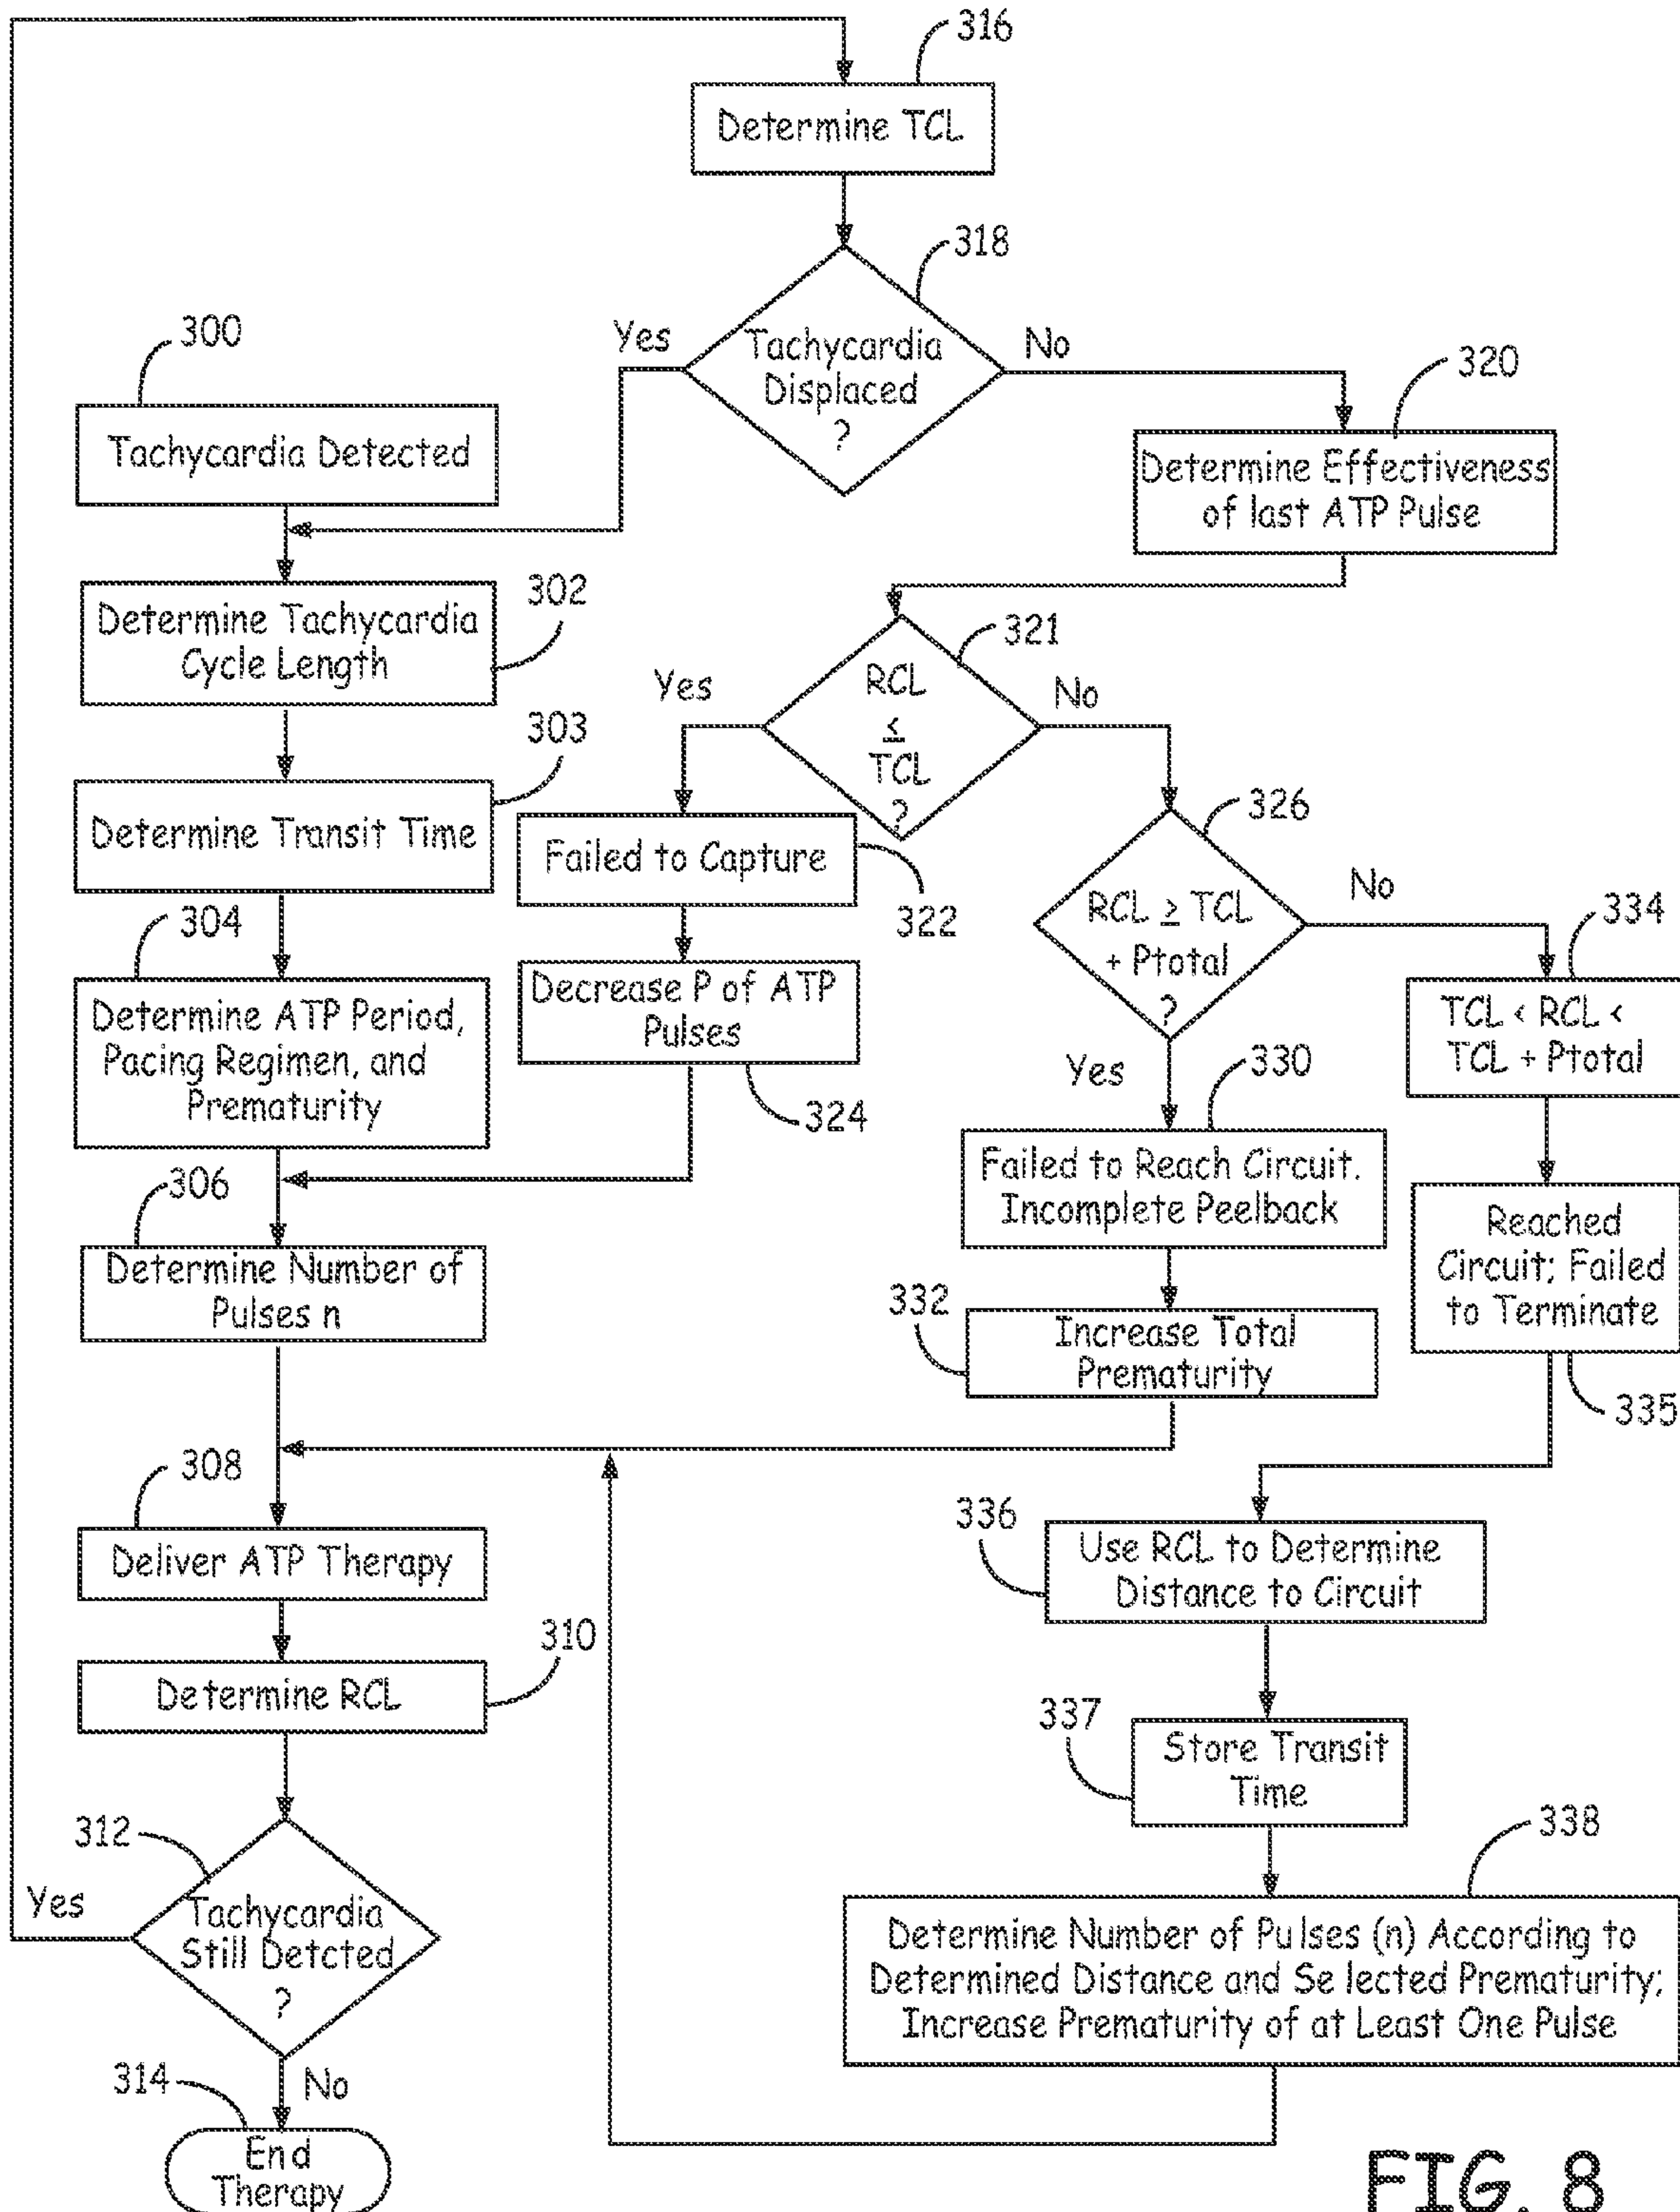 316
Determine TCL
318
Tachycardia
Displaced
?
Yes
No
300
Tachycardia Detected
320
Determine Effectiveness
of last ATP Pulse
302
Determine Tachycardia
Cycle Length
321
RCL
≤
TCL
?
Yes
No
303
Determine Transit Time
Failed to Capture
322
326
RCL ≥ TCL
+ Ptotal
?
No
Yes
334
TCL < RCL <
TCL + Ptotal
304
Determine ATP Period,
Pacing Regimen, and
Prematurity
Decrease P of ATP
Pulses
324
330
Failed to Reach Circuit.
Incomplete Peelback
Reached
Circuit; Failed
to Terminate
335
306
Determine Number of
Pulses n
332
Increase Total
Prematurity
308
Deliver ATP Therapy
336
Use RCL to Determine
Distance to Circuit
310
Determine RCL
337
Store Transit
Time
312
Tachycardia
Still Detcted
?
Yes
No
338
Determine Number of Pulses (n) According to
Determined Distance and Selected Prematurity;
Increase Prematurity of at Least One Pulse
314
End
Therapy
FIG. 8